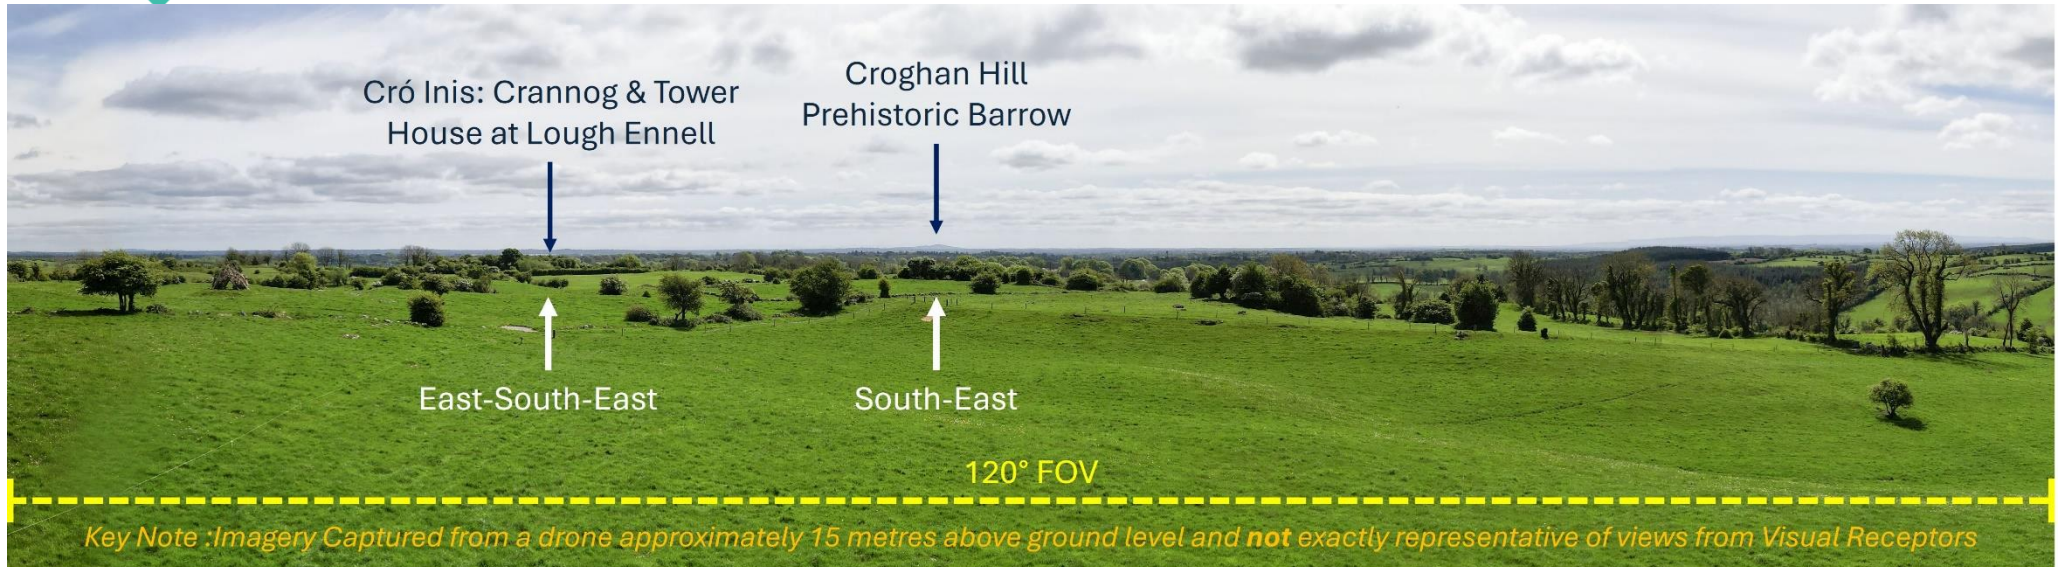 Cró Inis: Crannog & Tower
House at Lough Ennell
Croghan Hill
Prehistoric Barrow
East-South-East
South-East
120° FOV
Key Note :Imagery Captured from a drone approximately 15 metres above ground level and not exactly representative of views from Visual Receptors